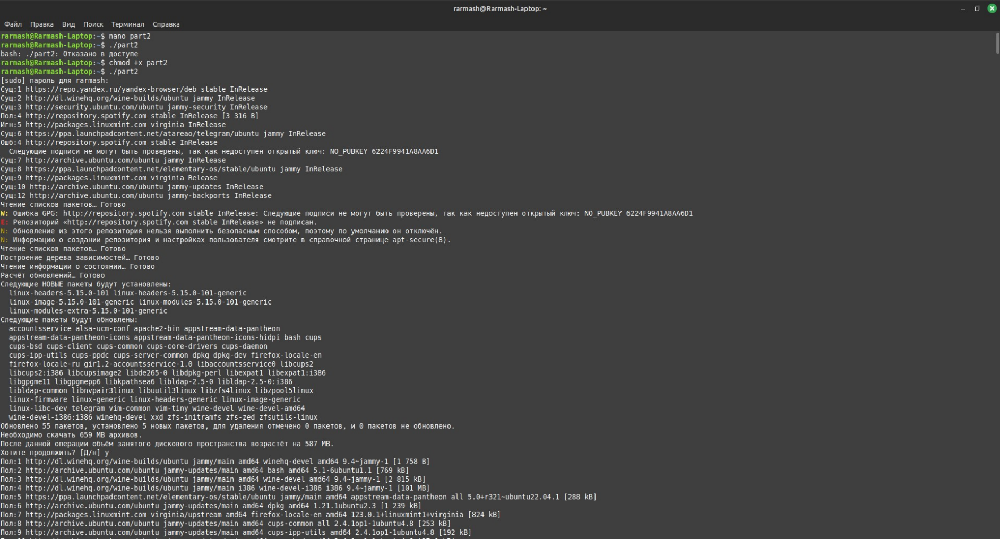 rarmash@Rarmash-Laptop: ~
Файл Правка Вид Поиск Терминал Справка
rarmash@Rarmash-Laptop:~$ nano part2
rarmash@Rarmash-Laptop:~$ ./part2
bash: ./part2: Отказано в доступе
rarmash@Rarmash-Laptop:~$ chmod +x part2
rarmash@Rarmash-Laptop:~$ ./part2
[sudo] пароль для rarmash:
Сущ:1 https://repo.yandex.ru/yandex-browser/deb stable InRelease
Сущ:2 http://dl.winehq.org/wine-builds/ubuntu jammy InRelease
Сущ:3 http://security.ubuntu.com/ubuntu jammy-security InRelease
Пол:4 http://repository.spotify.com stable InRelease [3 316 B]
Игн:5 http://packages.linuxmint.com virginia InRelease
Сущ:6 https://ppa.launchpadcontent.net/atareao/telegram/ubuntu jammy InRelease
Ошб:4 http://repository.spotify.com stable InRelease
Следующие подписи не могут быть проверены, так как недоступен открытый ключ: NO_PUBKEY 6224F9941A8AA6D1
Сущ:7 http://archive.ubuntu.com/ubuntu jammy InRelease
Сущ:8 https://ppa.launchpadcontent.net/elementary-os/stable/ubuntu jammy InRelease
Сущ:9 http://packages.linuxmint.com virginia Release
Сущ:10 http://archive.ubuntu.com/ubuntu jammy-updates InRelease
Сущ:12 http://archive.ubuntu.com/ubuntu jammy-backports InRelease
Чтение списков пакетов… Готово
W: Ошибка GPG: http://repository.spotify.com stable InRelease: Следующие подписи не могут быть проверены, так как недоступен открытый ключ: NO_PUBKEY 6224F9941A8AA6D1
E: Репозиторий «http://repository.spotify.com stable InRelease» не подписан.
N: Обновление из этого репозитория нельзя выполнить безопасным способом, поэтому по умолчанию он отключён.
N: Информацию о создании репозитория и настройках пользователя смотрите в справочной странице apt-secure(8).
Чтение списков пакетов… Готово
Построение дерева зависимостей… Готово
Чтение информации о состоянии… Готово
Расчёт обновлений… Готово
Следующие НОВЫЕ пакеты будут установлены:
linux-headers-5.15.0-101 linux-headers-5.15.0-101-generic
linux-image-5.15.0-101-generic linux-modules-5.15.0-101-generic
linux-modules-extra-5.15.0-101-generic
Следующие пакеты будут обновлены:
accountsservice alsa-ucm-conf apache2-bin appstream-data-pantheon
appstream-data-pantheon-icons appstream-data-pantheon-icons-hidpi bash cups
cups-bsd cups-client cups-common cups-core-drivers cups-daemon
cups-ipp-utils cups-ppdc cups-server-common dpkg dpkg-dev firefox-locale-en
firefox-locale-ru gir1.2-accountsservice-1.0 libaccountsservice0 libcups2
libcups2:i386 libcupsimage2 libde265-0 libdpkg-perl libexpat1 libexpat1:i386
libgpgme11 libgpgmepp6 libkpathsea6 libldap-2.5-0 libldap-2.5-0:i386
libldap-common libnvpair3linux libuutil3linux libzfs4linux libzpool5linux
linux-firmware linux-generic linux-headers-generic linux-image-generic
linux-libc-dev telegram vim-common vim-tiny wine-devel wine-devel-amd64
wine-devel-i386:i386 winehq-devel xxd zfs-initramfs zfs-zed zfsutils-linux
Обновлено 55 пакетов, установлено 5 новых пакетов, для удаления отмечено 0 пакетов, и 0 пакетов не обновлено.
Необходимо скачать 659 MB архивов.
После данной операции объём занятого дискового пространства возрастёт на 587 MB.
Хотите продолжить? [Д/н] y
Пол:1 http://dl.winehq.org/wine-builds/ubuntu jammy/main amd64 winehq-devel amd64 9.4~jammy-1 [1 758 B]
Пол:2 http://archive.ubuntu.com/ubuntu jammy-updates/main amd64 bash amd64 5.1-6ubuntu1.1 [769 kB]
Пол:3 http://dl.winehq.org/wine-builds/ubuntu jammy/main amd64 wine-devel amd64 9.4~jammy-1 [2 815 kB]
Пол:4 http://dl.winehq.org/wine-builds/ubuntu jammy/main i386 wine-devel-i386 i386 9.4~jammy-1 [101 MB]
Пол:5 https://ppa.launchpadcontent.net/elementary-os/stable/ubuntu jammy/main amd64 appstream-data-pantheon all 5.0+r321~ubuntu22.04.1 [288 kB]
Пол:6 http://archive.ubuntu.com/ubuntu jammy-updates/main amd64 dpkg amd64 1.21.1ubuntu2.3 [1 239 kB]
Пол:7 http://packages.linuxmint.com virginia/upstream amd64 firefox-locale-en amd64 123.0.1+linuxmint1+virginia [824 kB]
Пол:8 http://archive.ubuntu.com/ubuntu jammy-updates/main amd64 cups-common all 2.4.1op1-1ubuntu4.8 [253 kB]
Пол:9 http://archive.ubuntu.com/ubuntu jammy-updates/main amd64 cups-ipp-utils amd64 2.4.1op1-1ubuntu4.8 [192 kB]